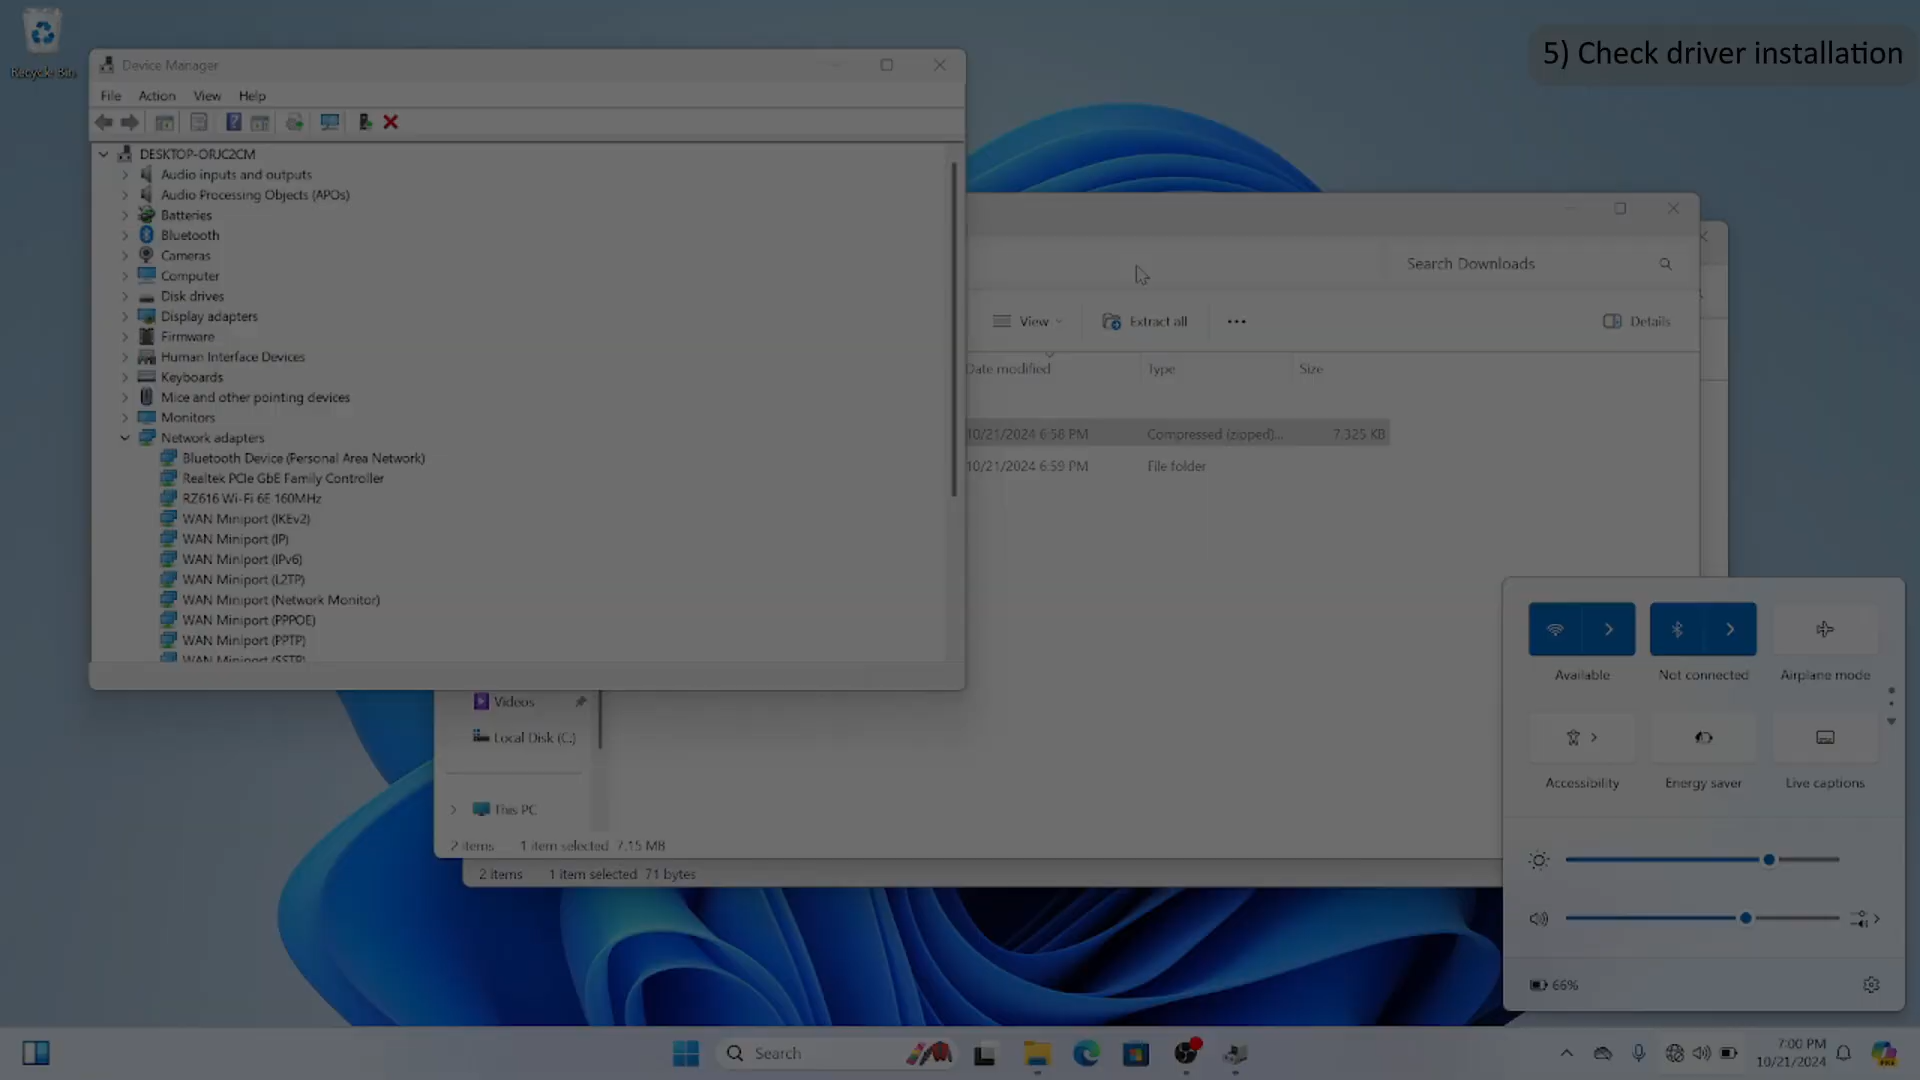 5) Check driver installation
Recycle Bin
Device Manager
File Action View Help
DESKTOP-ORJC2CM
Audio inputs and outputs
Audio Processing Objects (APOs)
Batteries
Bluetooth
Cameras
Computer
Disk drives
Display adapters
Firmware
Human Interface Devices
Keyboards
Mice and other pointing devices
Monitors
Network adapters
Bluetooth Device (Personal Area Network)
Realtek PCIe GbE Family Controller
RZ616 Wi-Fi 6E 160MHz
WAN Miniport (IKEv2)
WAN Miniport (IP)
WAN Miniport (IPv6)
WAN Miniport (L2TP)
WAN Miniport (Network Monitor)
WAN Miniport (PPPOE)
WAN Miniport (PPTP)
WAN Miniport (SSTP)
Search Downloads
View Extract all ... Details
Date modified Type Size
10/21/2024 6:58 PM Compressed (zipped)... 7,325 KB
10/21/2024 6:59 PM File folder
Videos
Local Disk (C:)
This PC
2 items 1 item selected 7.15 MB
2 items 1 item selected 71 bytes
Available Not connected Airplane mode
Accessibility Energy saver Live captions
66%
Search
7:00 PM
10/21/2024